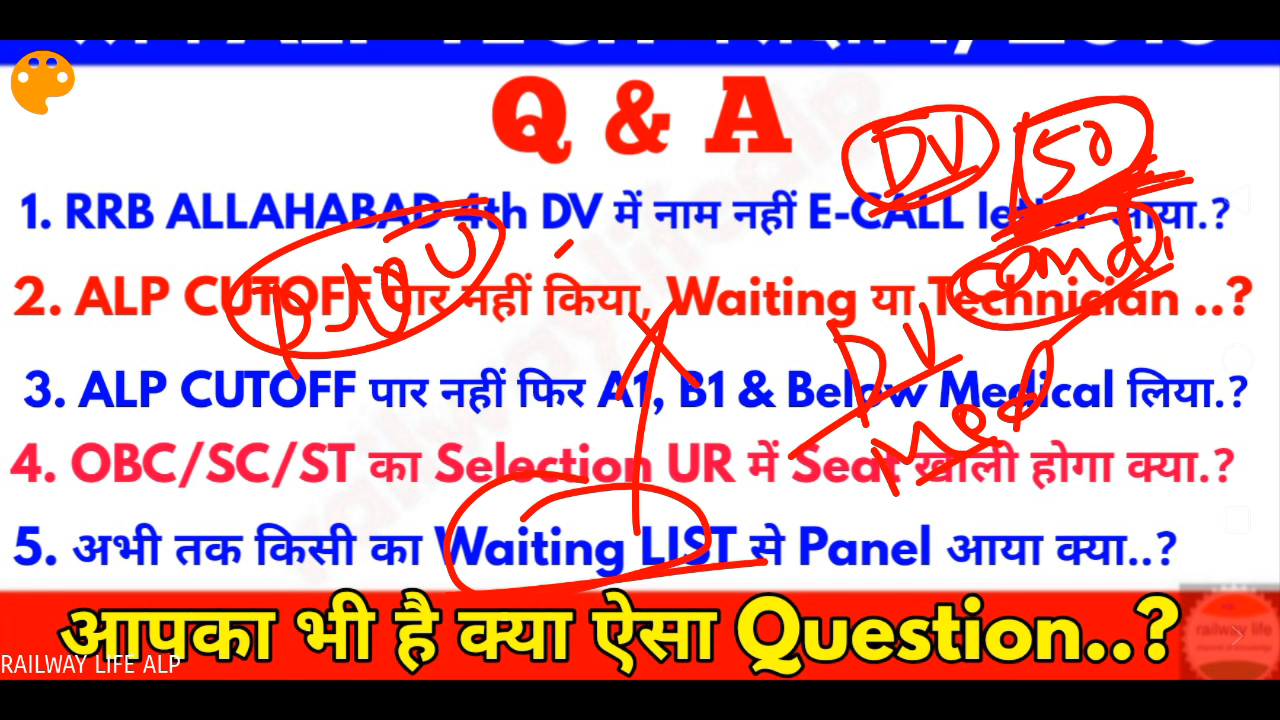 Q & A
1. RRB ALLAHABAD 4th DV में नाम नहीं E-CALL letter आया.?
2. ALP CUTOFF पार नहीं किया, Waiting या Technician ..?
3. ALP CUTOFF पार नहीं फिर A1, B1 & Below Medical लिया.?
4. OBC/SC/ST का Selection UR में Seat खाली होगा क्या.?
5. अभी तक किसी का Waiting LIST से Panel आया क्या..?
आपका भी है क्या ऐसा Question..?
RAILWAY LIFE ALP
railway life
DV
50
Cand.
DV
Med